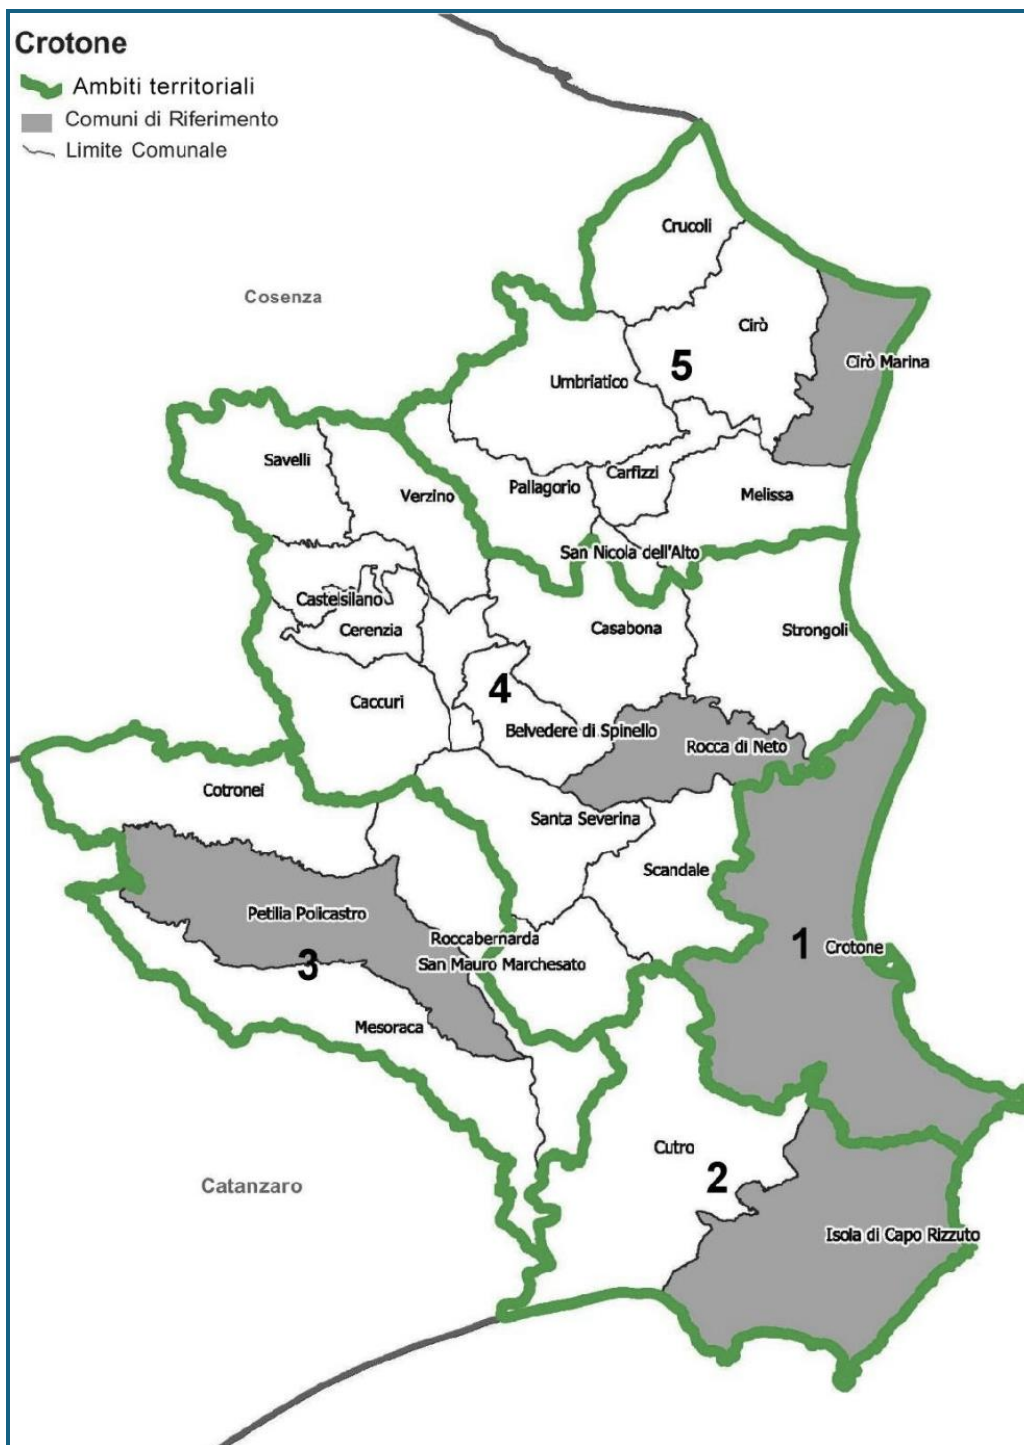 Crotone
Ambiti territoriali
Comuni di Riferimento
Limite Comunale
Crucoli
Cosenza
Cirò
Cirò Marina
5
Umbriatico
Savelli
Carfizzi
Pallagorio
Verzino
Melissa
San Nicola dell'Alto
Castelsilano
Cerenzia
Casabona
Strongoli
4
Caccuri
Belvedere di Spinello
Rocca di Neto
Cotronei
Santa Severina
Scandale
Petilia Policastro
Roccabernarda
1
Crotone
3
San Mauro Marchesato
Mesoraca
Cutro
2
Catanzaro
Isola di Capo Rizzuto